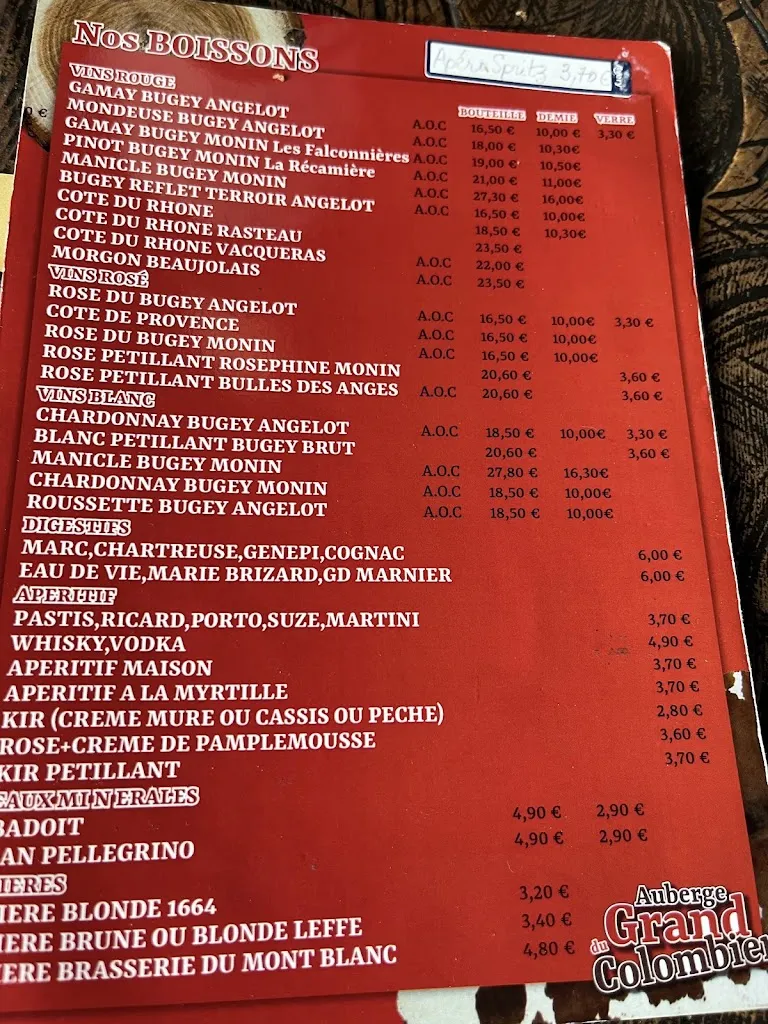 Nos BOISSONS
Apérn Spritz 3,70€
BOUTEILLE DEMIE VERRE
VINS ROUGE
GAMAY BUGEY ANGELOT A.O.C 16,50 € 10,00 € 3,30 €
MONDEUSE BUGEY ANGELOT A.O.C 18,00 € 10,30€
GAMAY BUGEY MONIN Les Falconnières A.O.C 19,00 € 10,50€
PINOT BUGEY MONIN La Récamière A.O.C 21,00 € 11,00€
MANICLE BUGEY MONIN A.O.C 27,30 € 16,00€
BUGEY REFLET TERROIR ANGELOT A.O.C 16,50 € 10,00€
COTE DU RHONE 18,50 € 10,30€
COTE DU RHONE RASTEAU 23,50 €
COTE DU RHONE VACQUERAS A.O.C 22,00 €
MORGON BEAUJOLAIS A.O.C 23,50 €
VINS ROSÉ
ROSE DU BUGEY ANGELOT A.O.C 16,50 € 10,00€ 3,30 €
COTE DE PROVENCE A.O.C 16,50 € 10,00€
ROSE DU BUGEY MONIN A.O.C 16,50 € 10,00€
ROSE PETILLANT ROSEPHINE MONIN 20,60 € 3,60 €
ROSE PETILLANT BULLES DES ANGES A.O.C 20,60 € 3,60 €
VINS BLANC
CHARDONNAY BUGEY ANGELOT A.O.C 18,50 € 10,00€ 3,30 €
BLANC PETILLANT BUGEY BRUT 20,60 € 3,60 €
MANICLE BUGEY MONIN A.O.C 27,80 € 16,30€
CHARDONNAY BUGEY MONIN A.O.C 18,50 € 10,00€
ROUSSETTE BUGEY ANGELOT A.O.C 18,50 € 10,00€
DIGESTIFS
MARC,CHARTREUSE,GENEPI,COGNAC 6,00 €
EAU DE VIE,MARIE BRIZARD,GD MARNIER 6,00 €
APERITIF
PASTIS,RICARD,PORTO,SUZE,MARTINI 3,70 €
WHISKY,VODKA 4,90 €
APERITIF MAISON 3,70 €
APERITIF A LA MYRTILLE 3,70 €
KIR (CREME MURE OU CASSIS OU PECHE) 2,80 €
ROSE+CREME DE PAMPLEMOUSSE 3,60 €
KIR PETILLANT 3,70 €
EAUX MINERALES
BADOIT 4,90 € 2,90 €
AN PELLEGRINO 4,90 € 2,90 €
IERES
IERE BLONDE 1664 3,20 €
IERE BRUNE OU BLONDE LEFFE 3,40 €
IERE BRASSERIE DU MONT BLANC 4,80 €
Auberge
du Grand
Colombier